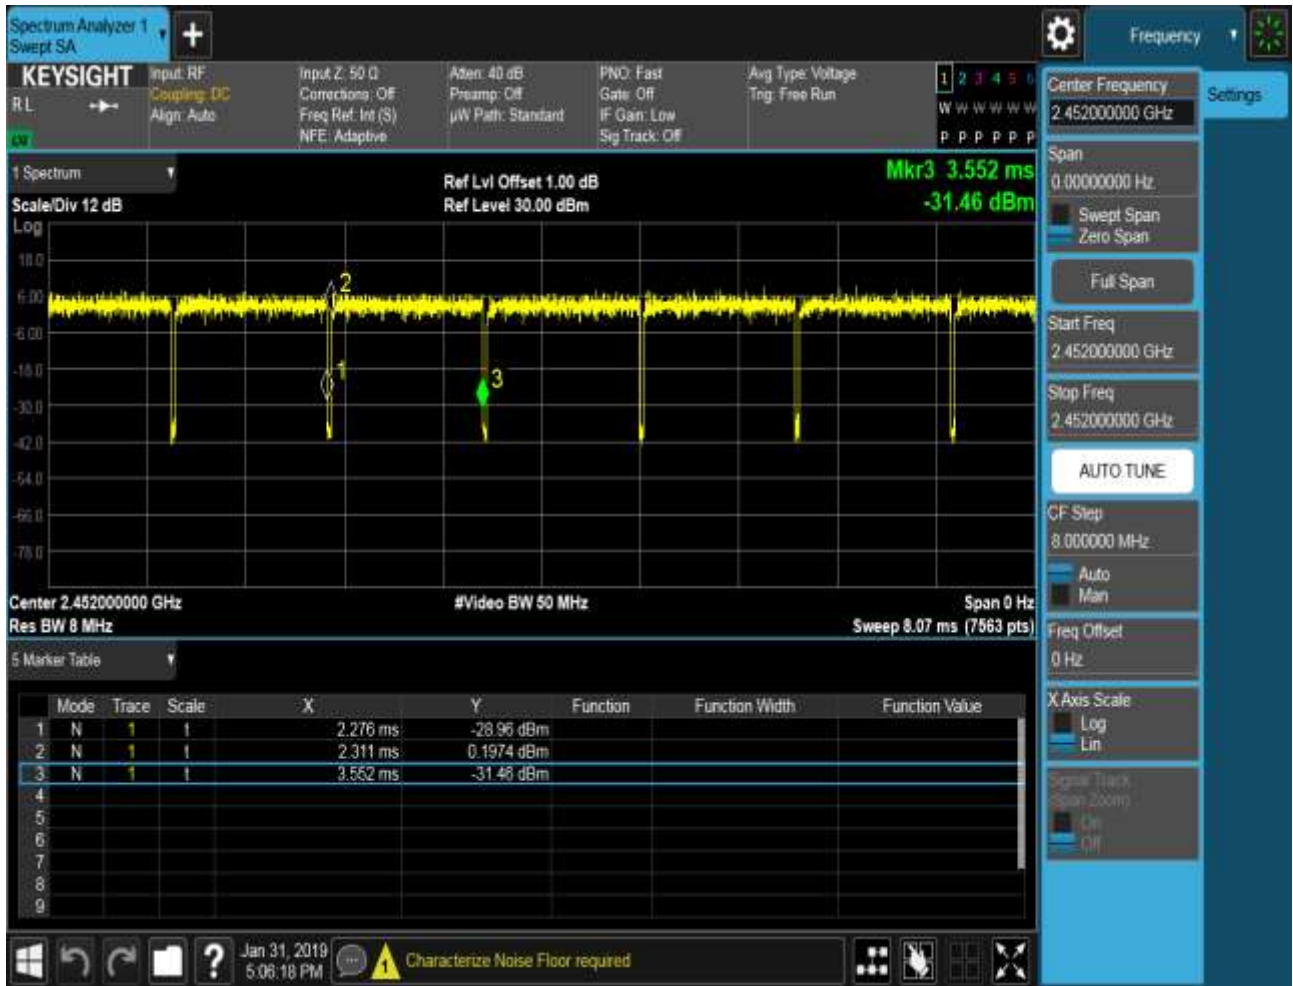 Spectrum Analyzer 1
Swept SA
Frequency
KEYSIGHT
R L
Input: RF
Coupling: DC
Align: Auto
Input Z: 50 Ω
Corrections: Off
Freq Ref: Int (S)
NFE: Adaptive
Atten: 40 dB
Preamp: Off
µW Path: Standard
PNO: Fast
Gate: Off
IF Gain: Low
Sig Track: Off
Avg Type: Voltage
Trig: Free Run
1 2 3 4 5 6
W W W W W W
P P P P P P
1 Spectrum
Scale/Div 12 dB
Log
Ref Lvl Offset 1.00 dB
Ref Level 30.00 dBm
Mkr3 3.552 ms
-31.46 dBm
18.0
6.00
-6.00
-18.0
-30.0
-42.0
-54.0
-66.0
-78.0
2
1
3
Center 2.452000000 GHz
Res BW 8 MHz
#Video BW 50 MHz
Span 0 Hz
Sweep 8.07 ms (7563 pts)
5 Marker Table
Mode Trace Scale X Y Function Function Width Function Value
1 N 1 t 2.276 ms -28.96 dBm
2 N 1 t 2.311 ms 0.1974 dBm
3 N 1 t 3.552 ms -31.46 dBm
4
5
6
7
8
9
Jan 31, 2019
5:06:18 PM
1
Characterize Noise Floor required
Settings
Center Frequency
2.452000000 GHz
Span
0.00000000 Hz
Swept Span
Zero Span
Full Span
Start Freq
2.452000000 GHz
Stop Freq
2.452000000 GHz
AUTO TUNE
CF Step
8.000000 MHz
Auto
Man
Freq Offset
0 Hz
X Axis Scale
Log
Lin
Signal Track
(Span Zoom)
On
Off